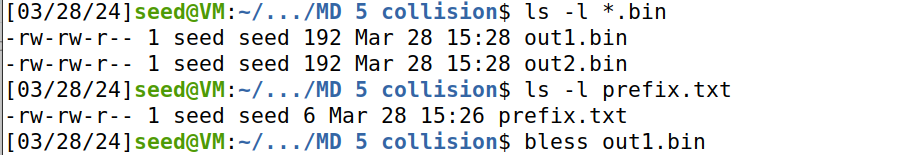 [03/28/24]seed@VM:~/.../MD 5 collision$ ls -l *.bin
-rw-rw-r-- 1 seed seed 192 Mar 28 15:28 out1.bin
-rw-rw-r-- 1 seed seed 192 Mar 28 15:28 out2.bin
[03/28/24]seed@VM:~/.../MD 5 collision$ ls -l prefix.txt
-rw-rw-r-- 1 seed seed 6 Mar 28 15:26 prefix.txt
[03/28/24]seed@VM:~/.../MD 5 collision$ bless out1.bin